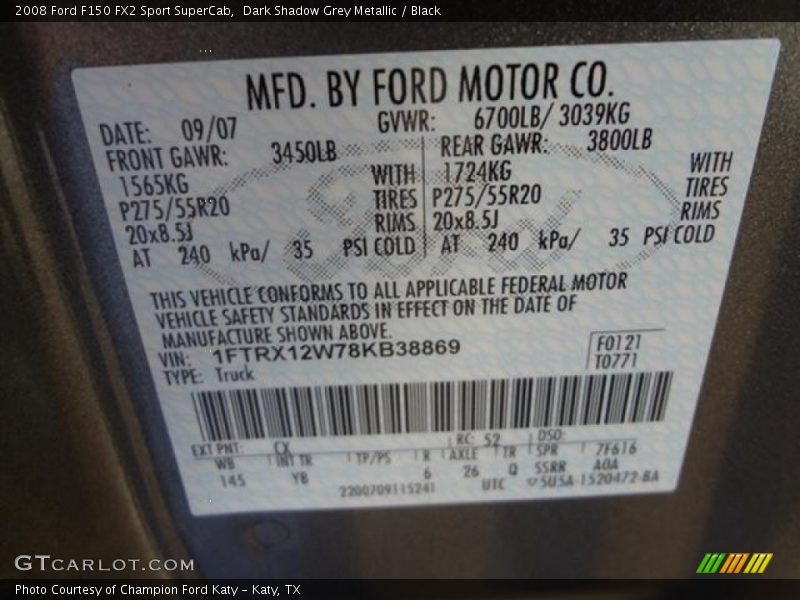 2008 Ford F150 FX2 Sport SuperCab,  Dark Shadow Grey Metallic / Black
MFD. BY FORD MOTOR CO.
DATE: 09/07 GVWR: 6700LB/ 3039KG
FRONT GAWR: 3450LB REAR GAWR: 3800LB
1565KG WITH 1724KG WITH
P275/55R20 TIRES P275/55R20 TIRES
20x8.5J RIMS 20x8.5J RIMS
AT 240 kPa/ 35 PSI COLD AT 240 kPa/ 35 PSI COLD
THIS VEHICLE CONFORMS TO ALL APPLICABLE FEDERAL MOTOR
VEHICLE SAFETY STANDARDS IN EFFECT ON THE DATE OF
MANUFACTURE SHOWN ABOVE.
VIN: 1FTRX12W78KB38869 F0121
TYPE: Truck T0771
EXT PNT: CX RC: 52 DSO:
WB INT TR TP/PS R AXLE TR SPR 7F616
145 YB 6 26 Q SSRR A0A
2200709115241 UTC 5U5A-1520472-BA
GTCARLOT.COM
Photo Courtesy of Champion Ford Katy - Katy, TX